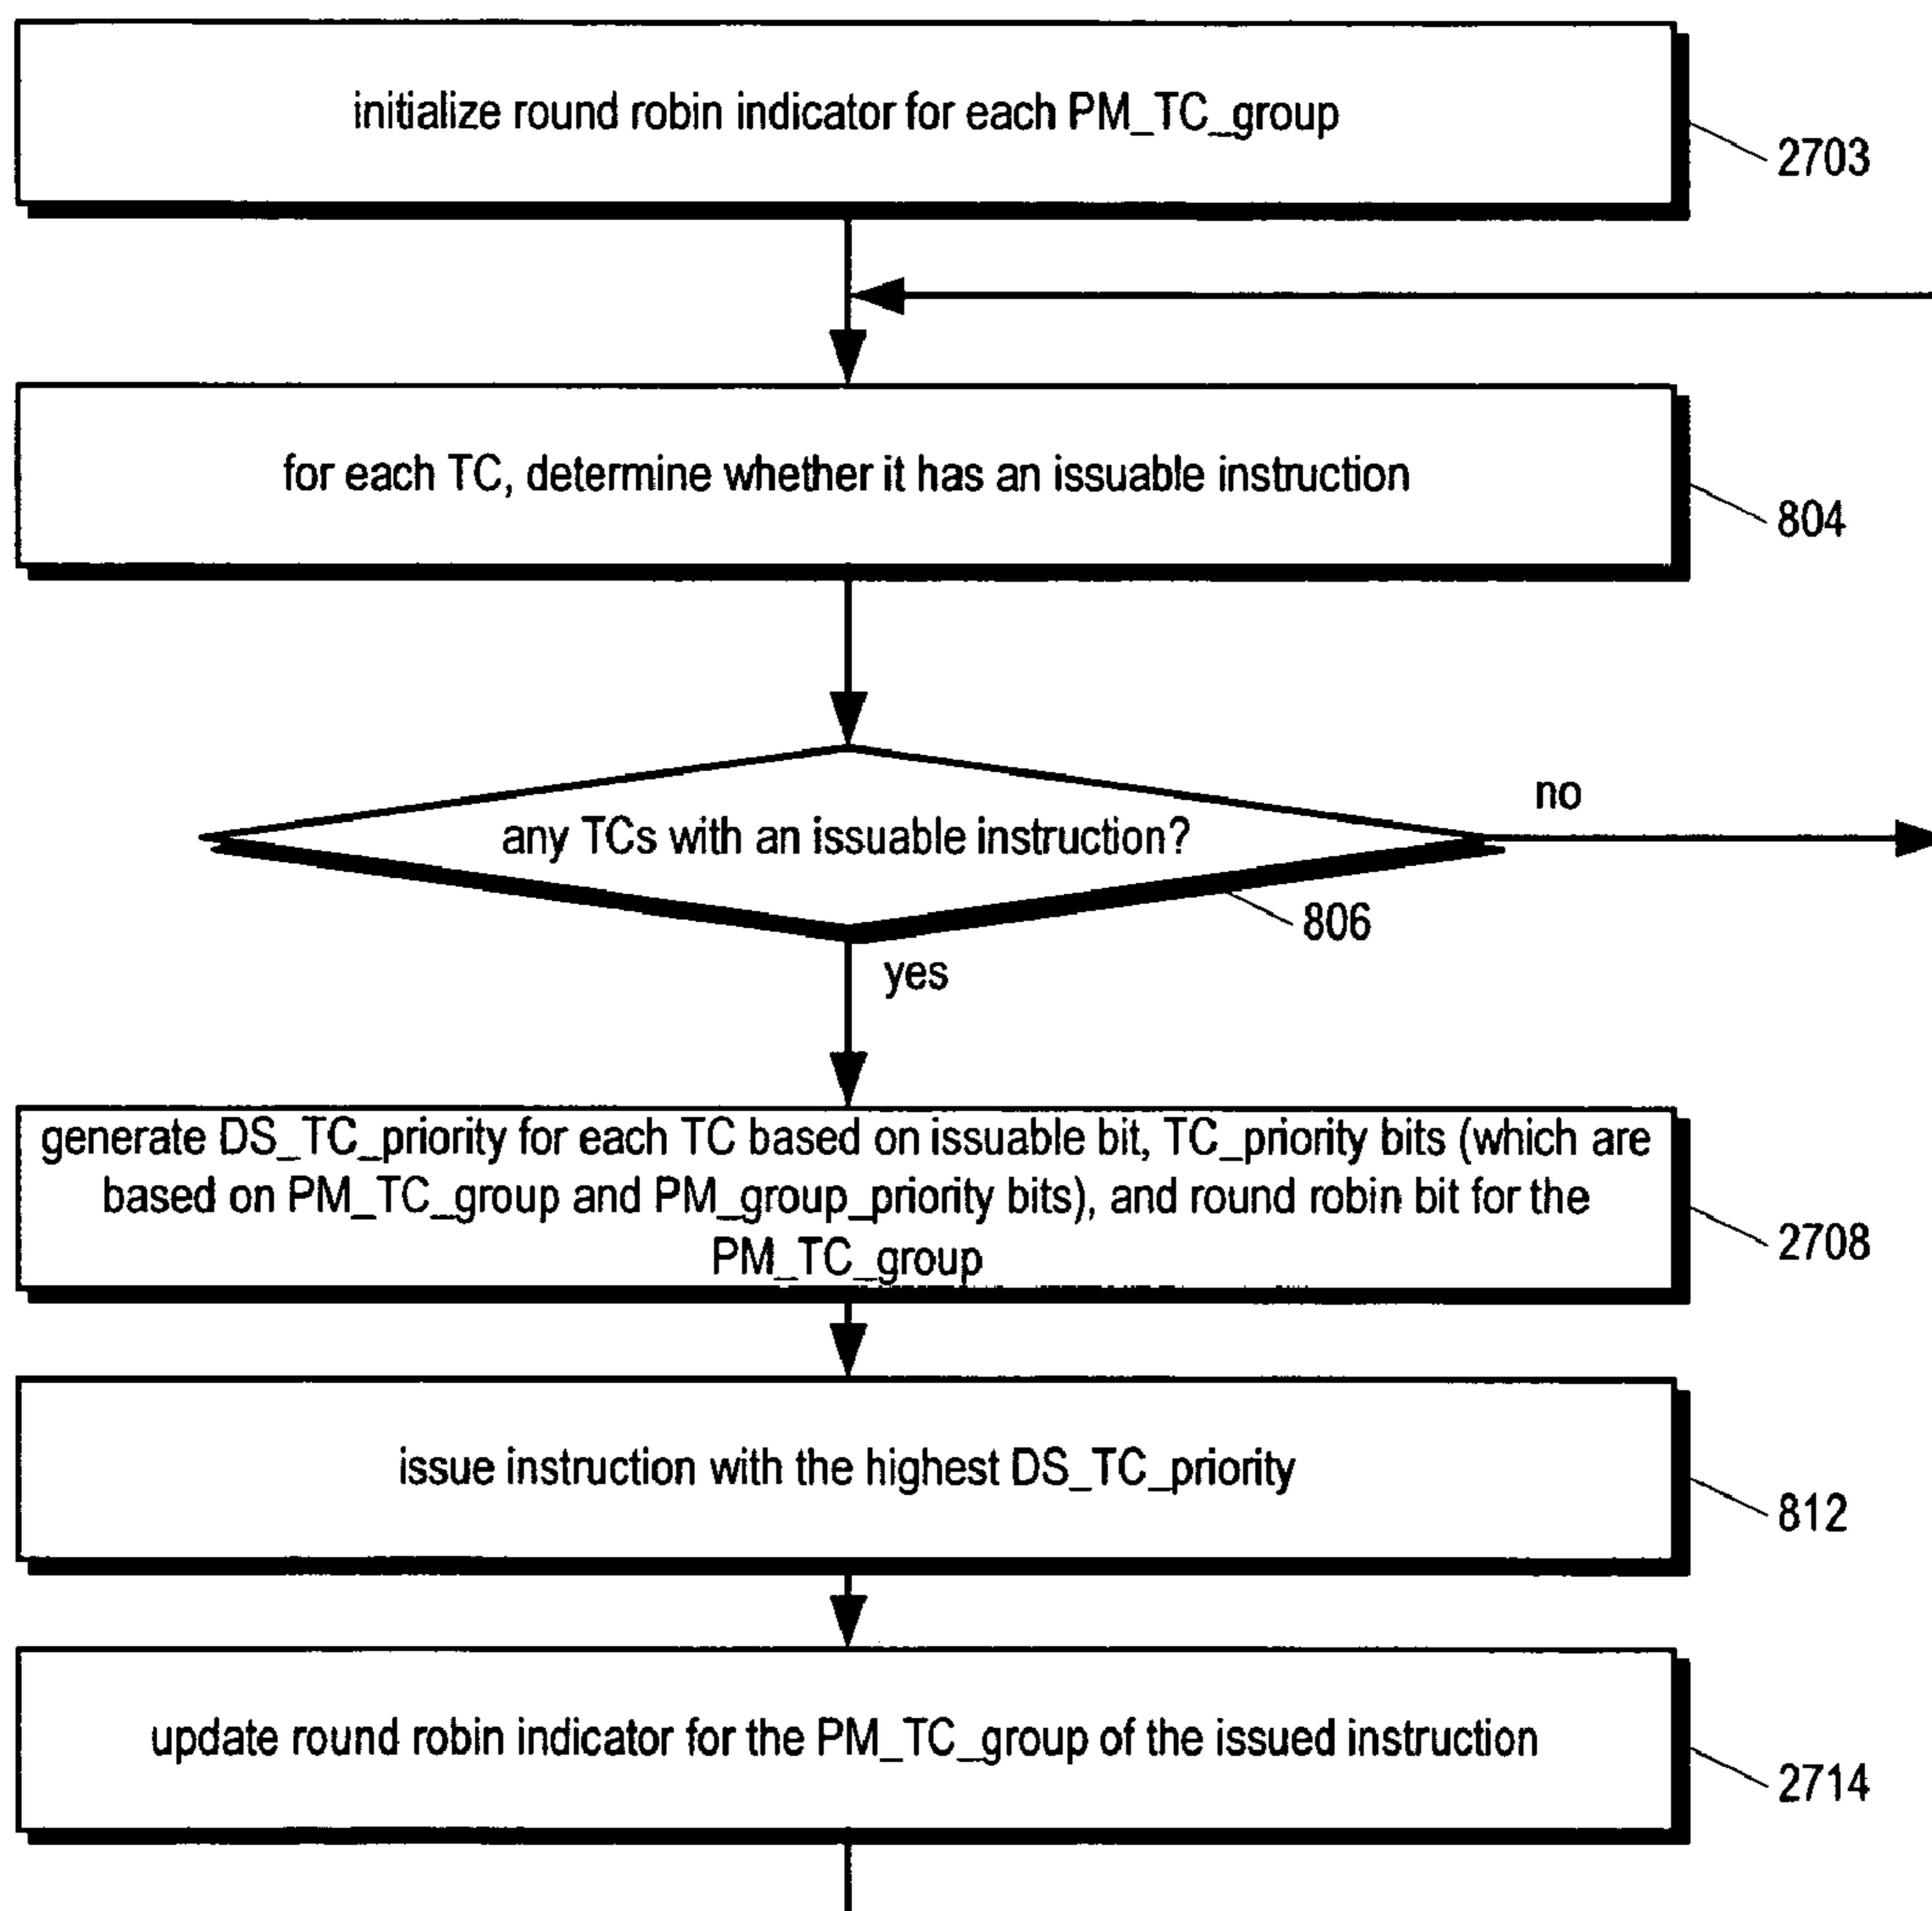 initialize round robin indicator for each PM_TC_group
2703
for each TC, determine whether it has an issuable instruction
804
any TCs with an issuable instruction?
no
806
yes
generate DS_TC_priority for each TC based on issuable bit, TC_priority bits (which are
based on PM_TC_group and PM_group_priority bits), and round robin bit for the
PM_TC_group
2708
issue instruction with the highest DS_TC_priority
812
update round robin indicator for the PM_TC_group of the issued instruction
2714